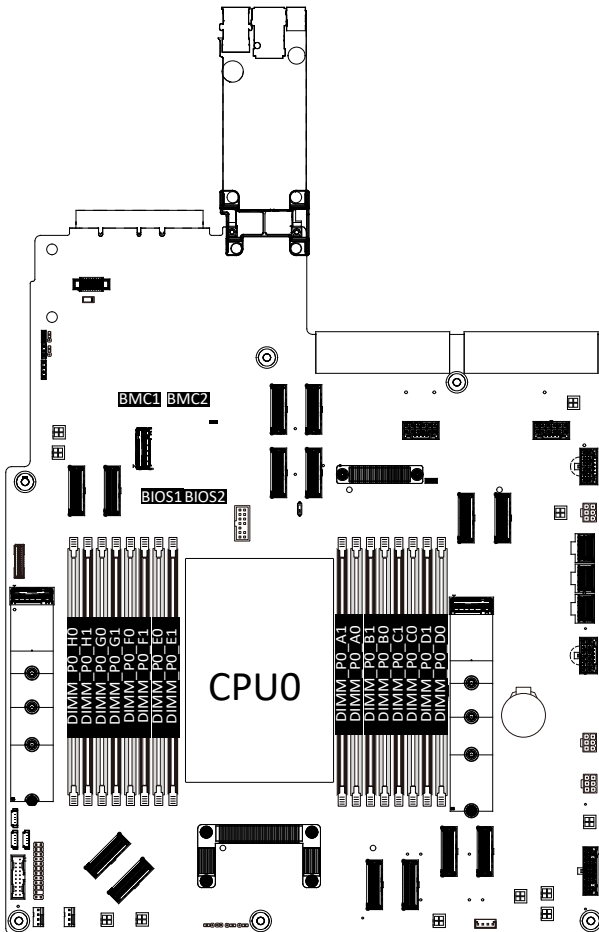 BMC1 BMC2
BIOS1 BIOS2
DIMM_P0_H0
DIMM_P0_H1
DIMM_P0_G0
DIMM_P0_G1
DIMM_P0_F0
DIMM_P0_F1
DIMM_P0_E0
DIMM_P0_E1
CPU0
DIMM_P0_A1
DIMM_P0_A0
DIMM_P0_B1
DIMM_P0_B0
DIMM_P0_C1
DIMM_P0_C0
DIMM_P0_D1
DIMM_P0_D0